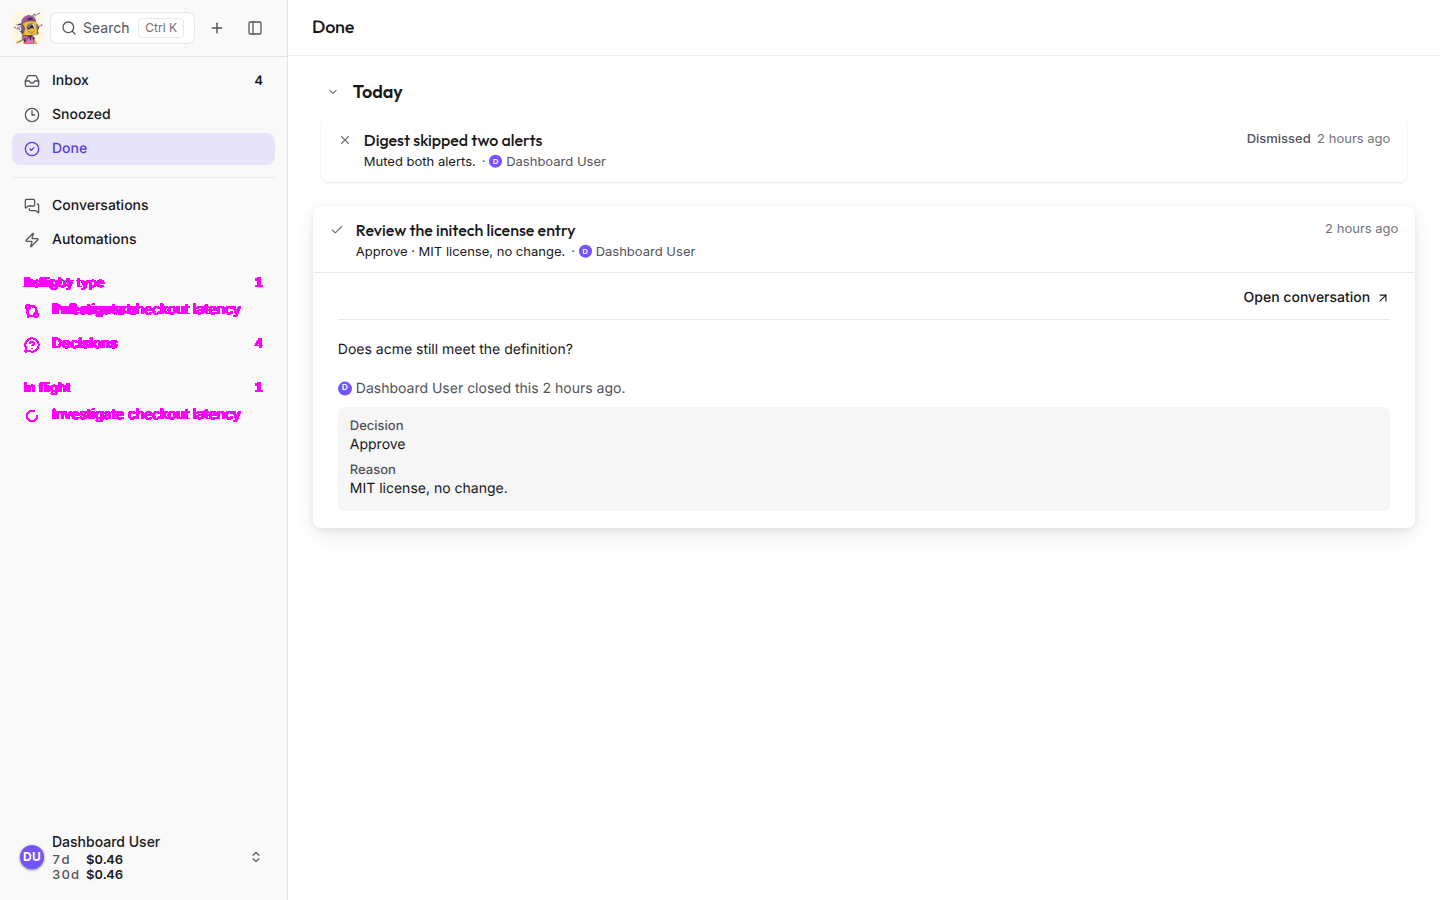 Search Ctrl K
Done
Inbox 4
Snoozed
Done
Conversations
Automations
type 1
checkout latency
Decisions 4
In flight 1
Investigate checkout latency
Today
Digest skipped two alerts
Dismissed 2 hours ago
Muted both alerts. · D Dashboard User
Review the initech license entry
2 hours ago
Approve · MIT license, no change. · D Dashboard User
Open conversation
Does acme still meet the definition?
D Dashboard User closed this 2 hours ago.
Decision
Approve
Reason
MIT license, no change.
DU Dashboard User
7d $0.46
30d $0.46